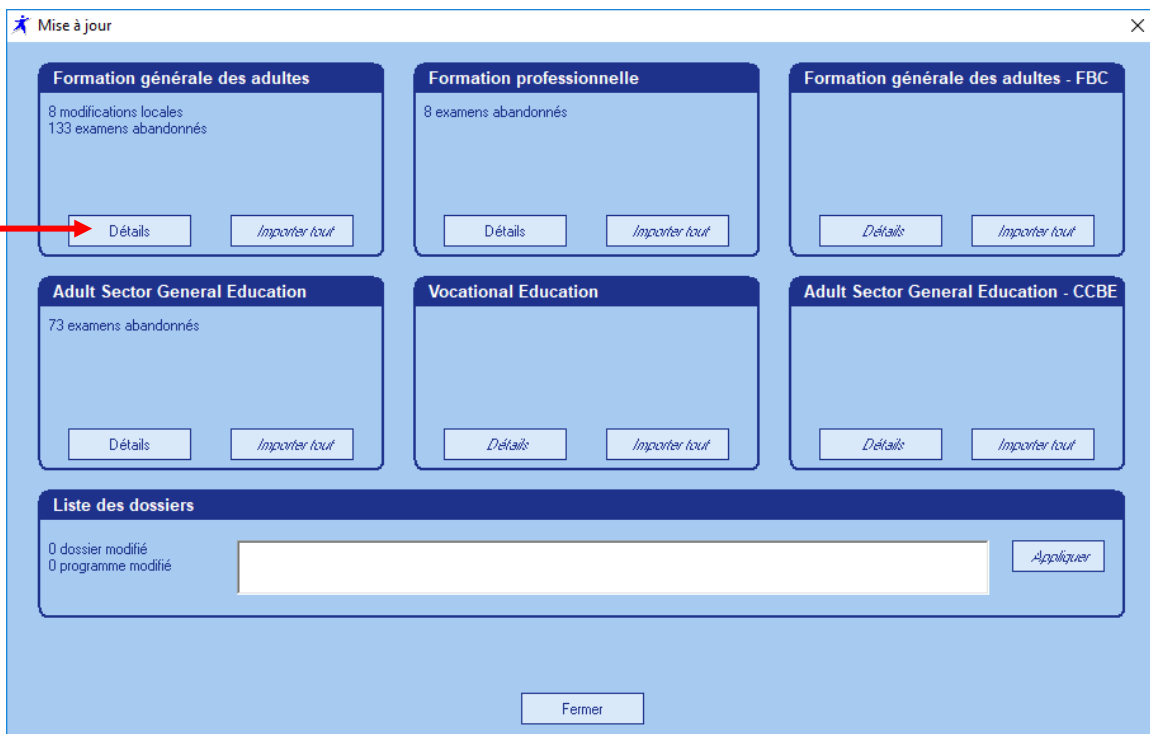 Mise à jour
Formation générale des adultes
8 modifications locales
133 examens abandonnés
Détails
Importer tout
Formation professionnelle
8 examens abandonnés
Détails
Importer tout
Formation générale des adultes - FBC
Détails
Importer tout
Adult Sector General Education
73 examens abandonnés
Détails
Importer tout
Vocational Education
Détails
Importer tout
Adult Sector General Education - CCBE
Détails
Importer tout
Liste des dossiers
0 dossier modifié
0 programme modifié
Appliquer
Fermer